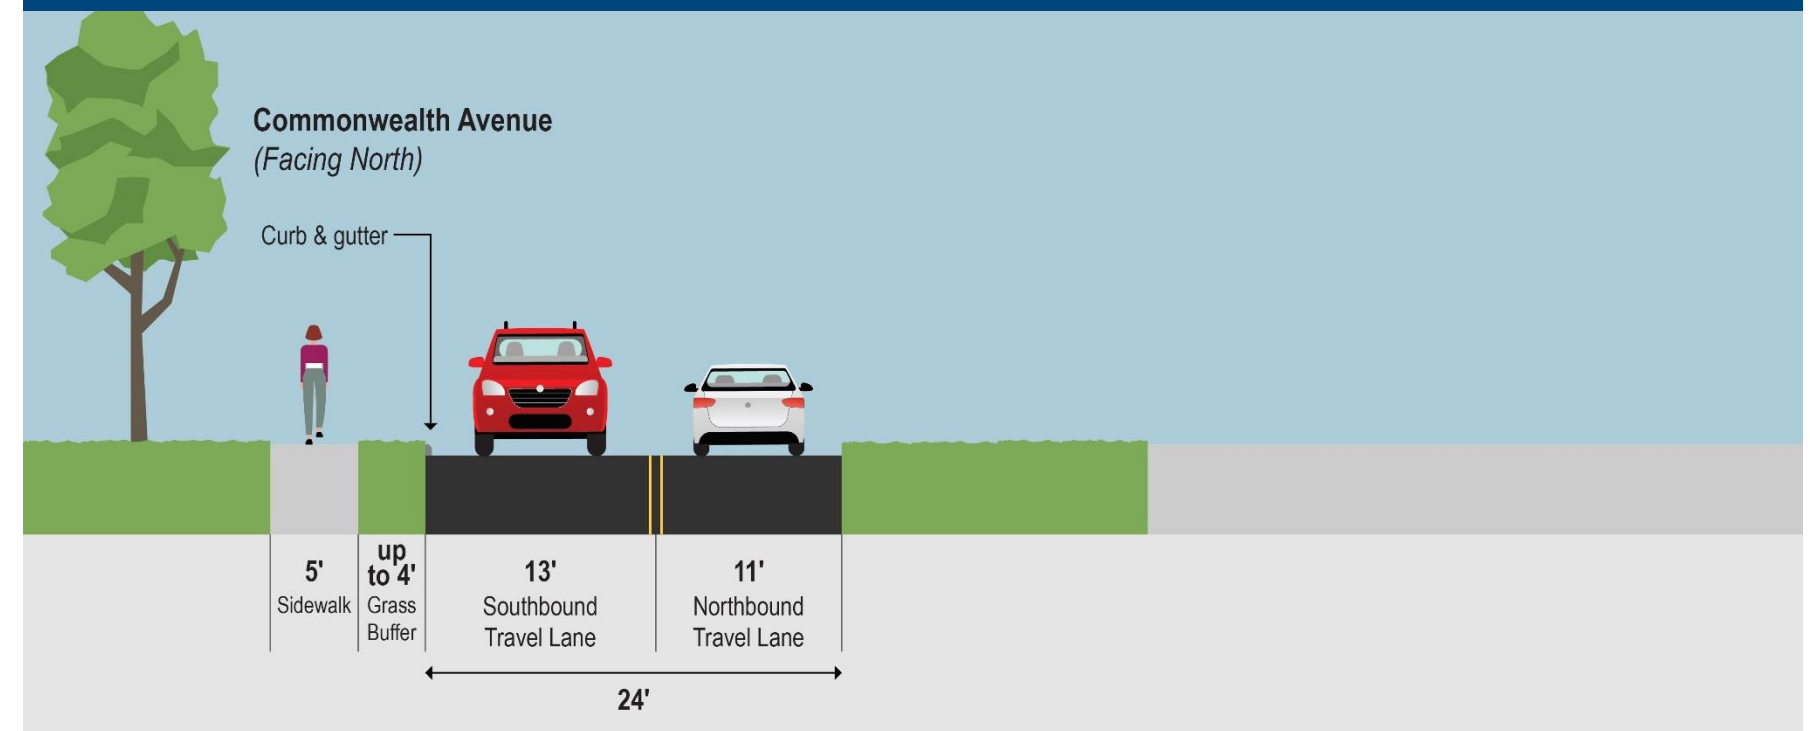 Commonwealth Avenue
(Facing North)
Curb & gutter
5'
Sidewalk
up
to 4'
Grass
Buffer
13'
Southbound
Travel Lane
11'
Northbound
Travel Lane
24'